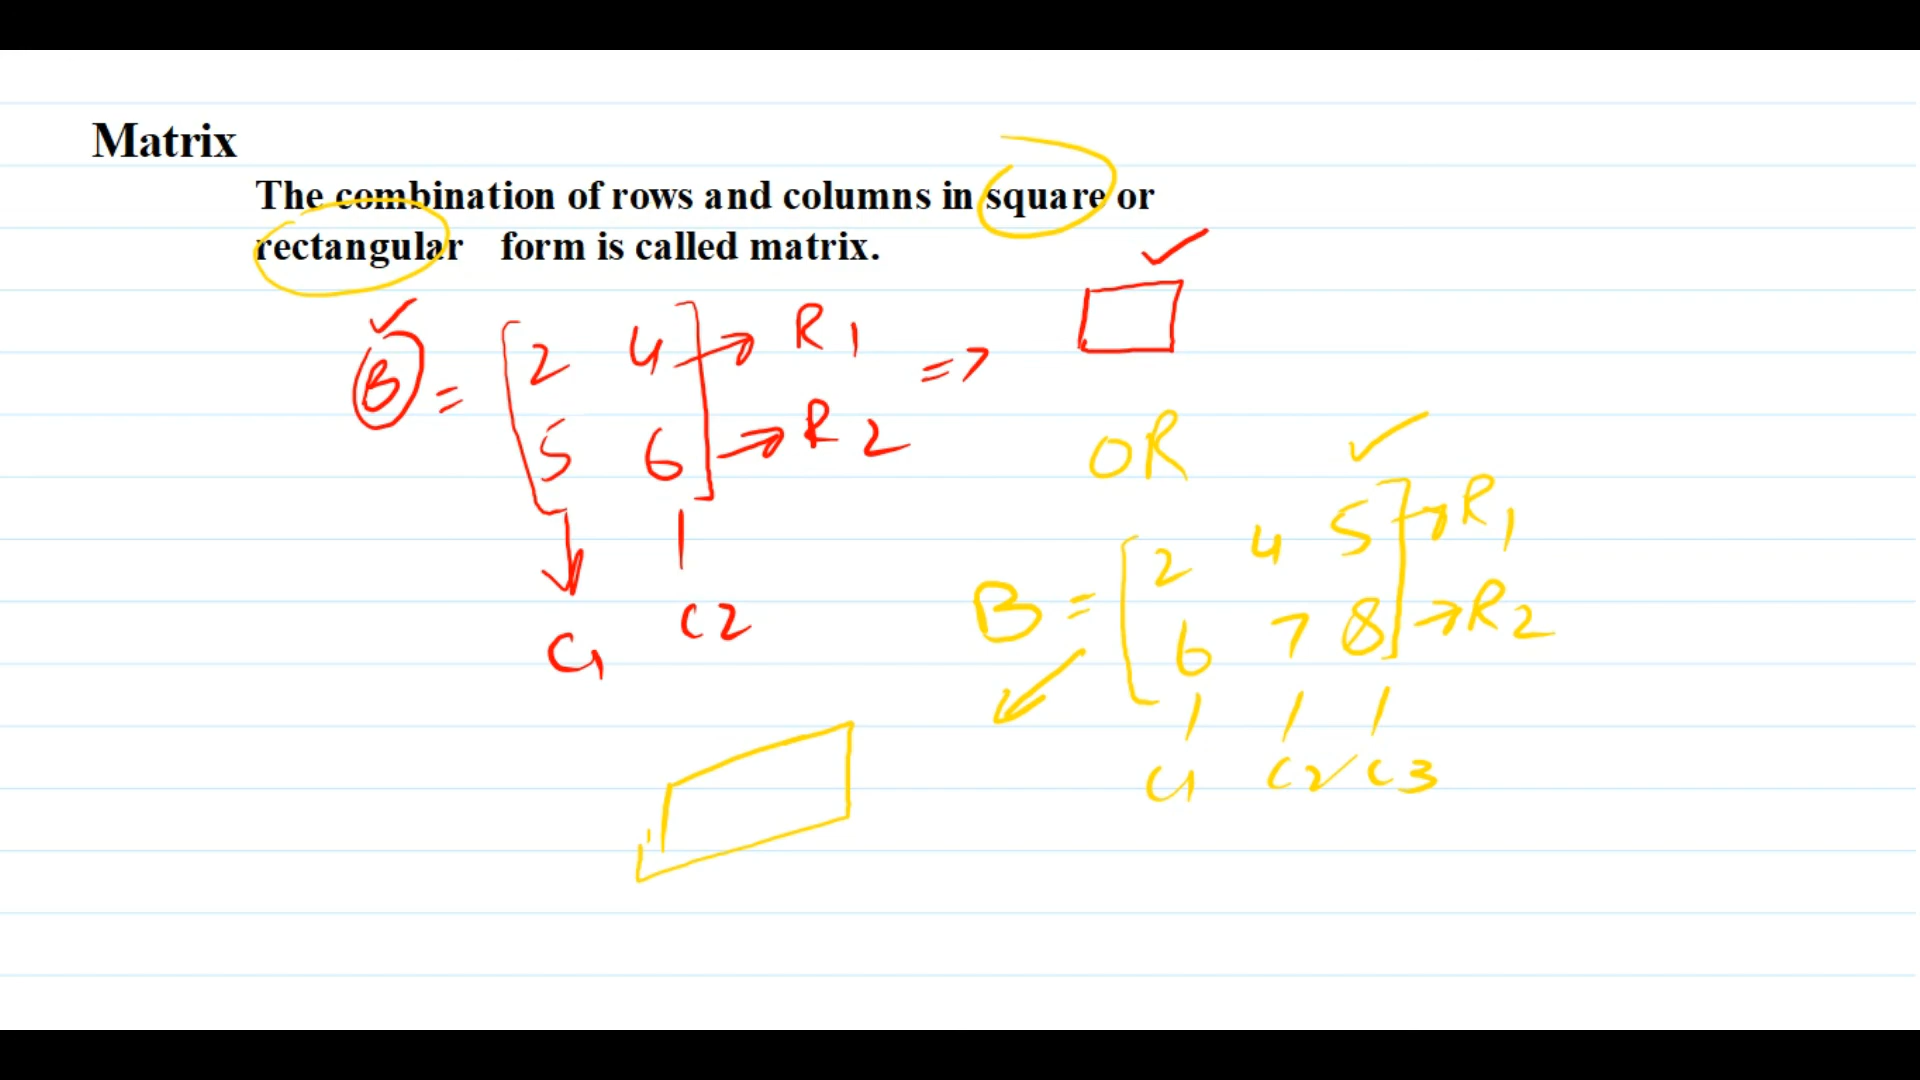 Matrix
The combination of rows and columns in square or
rectangular form is called matrix.
B = [ 2 4 ] → R1 =>
[ 5 6 ] → R2
C1 C2
OR
B = [ 2 4 5 ] → R1
[ 6 7 8 ] → R2
C1 C2 C3